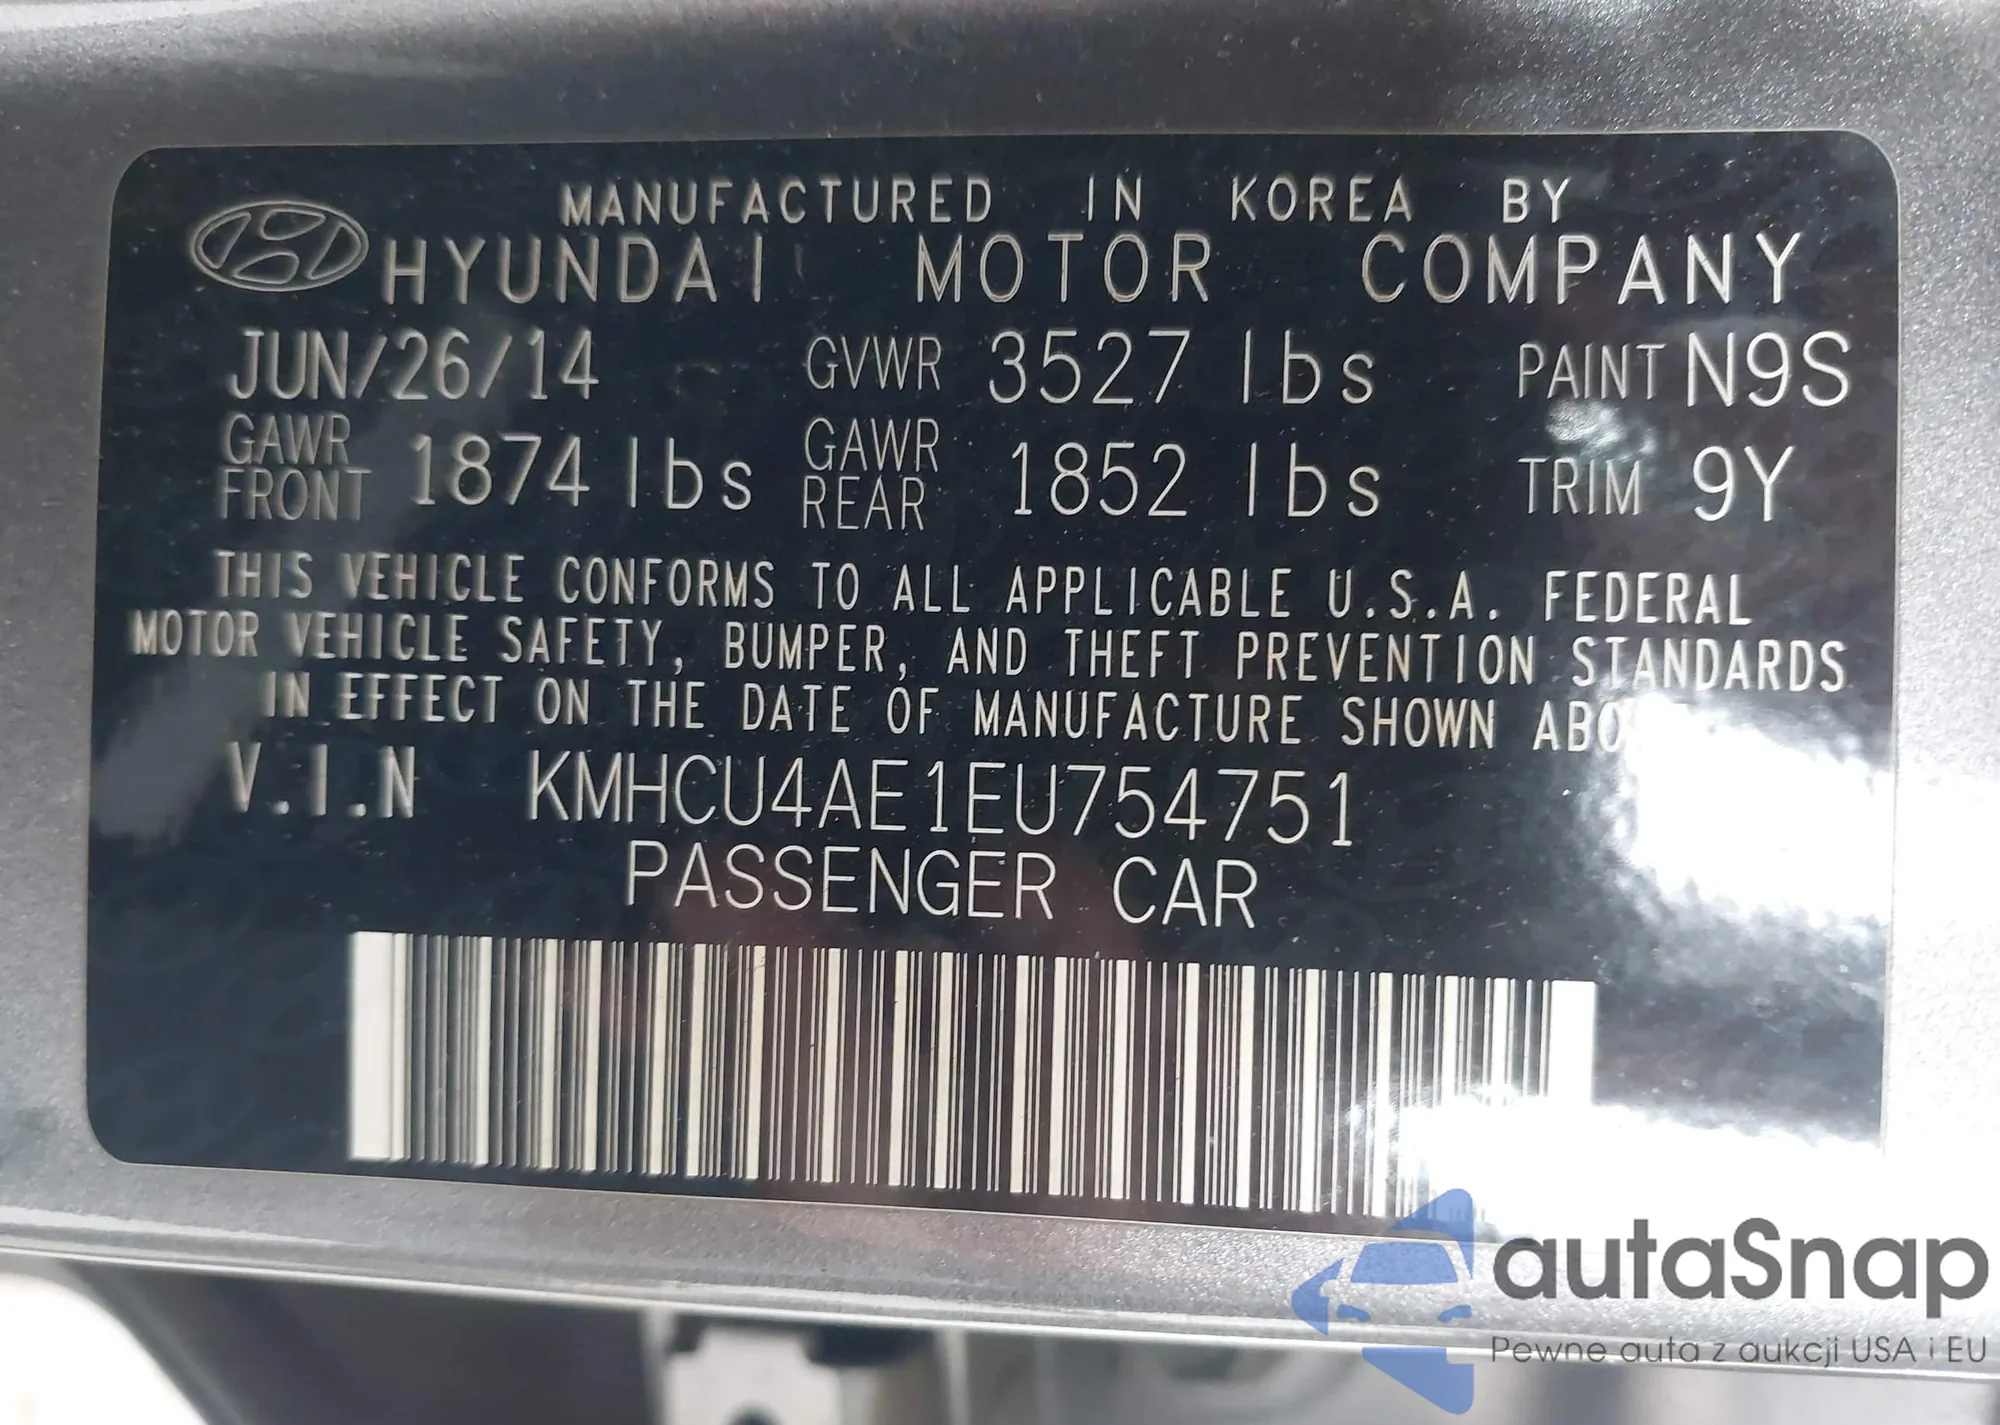 MANUFACTURED IN KOREA BY
HYUNDAI MOTOR COMPANY
JUN/26/14 GVWR 3527 lbs PAINT N9S
GAWR FRONT 1874 lbs GAWR REAR 1852 lbs TRIM 9Y
THIS VEHICLE CONFORMS TO ALL APPLICABLE U.S.A. FEDERAL
MOTOR VEHICLE SAFETY, BUMPER, AND THEFT PREVENTION STANDARDS
IN EFFECT ON THE DATE OF MANUFACTURE SHOWN
V.I.N KMHCU4AE1EU754751
PASSENGER CAR
autaSnap
Pewne auta z aukcji USA i EU